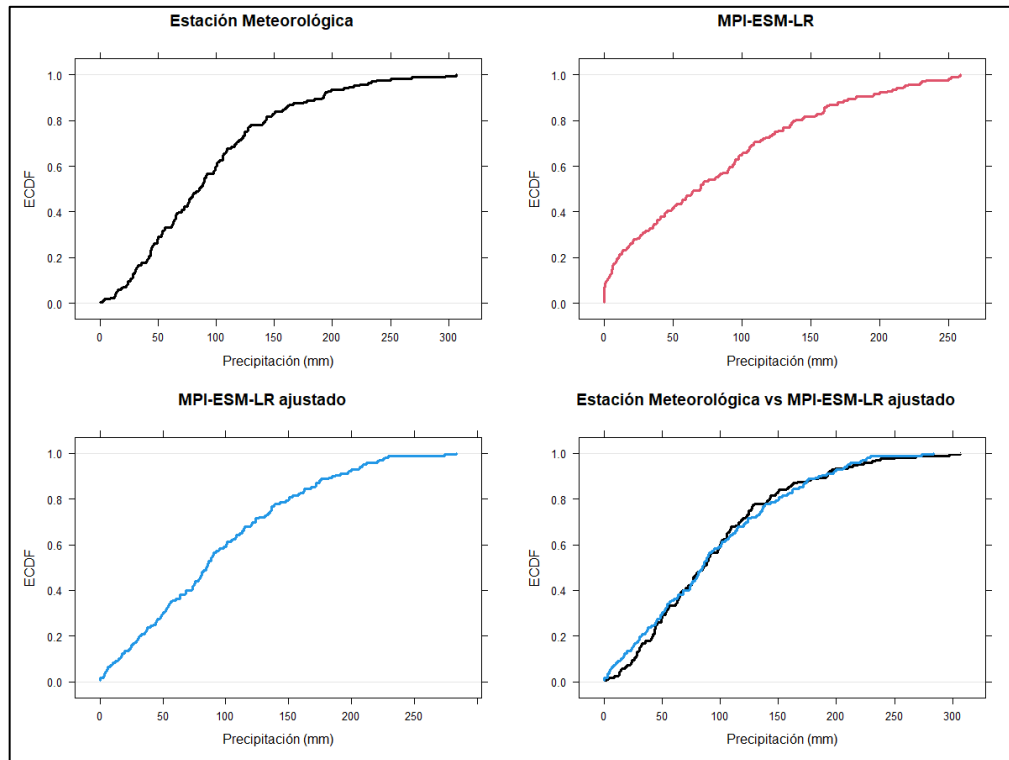 Estación Meteorológica
1.0
0.8
0.6
0.4
0.2
0.0
ECDF
0 50 100 150 200 250 300
Precipitación (mm)
MPI-ESM-LR
1.0
0.8
0.6
0.4
0.2
0.0
ECDF
0 50 100 150 200 250
Precipitación (mm)
MPI-ESM-LR ajustado
1.0
0.8
0.6
0.4
0.2
0.0
ECDF
0 50 100 150 200 250
Precipitación (mm)
Estación Meteorológica vs MPI-ESM-LR ajustado
1.0
0.8
0.6
0.4
0.2
0.0
ECDF
0 50 100 150 200 250 300
Precipitación (mm)